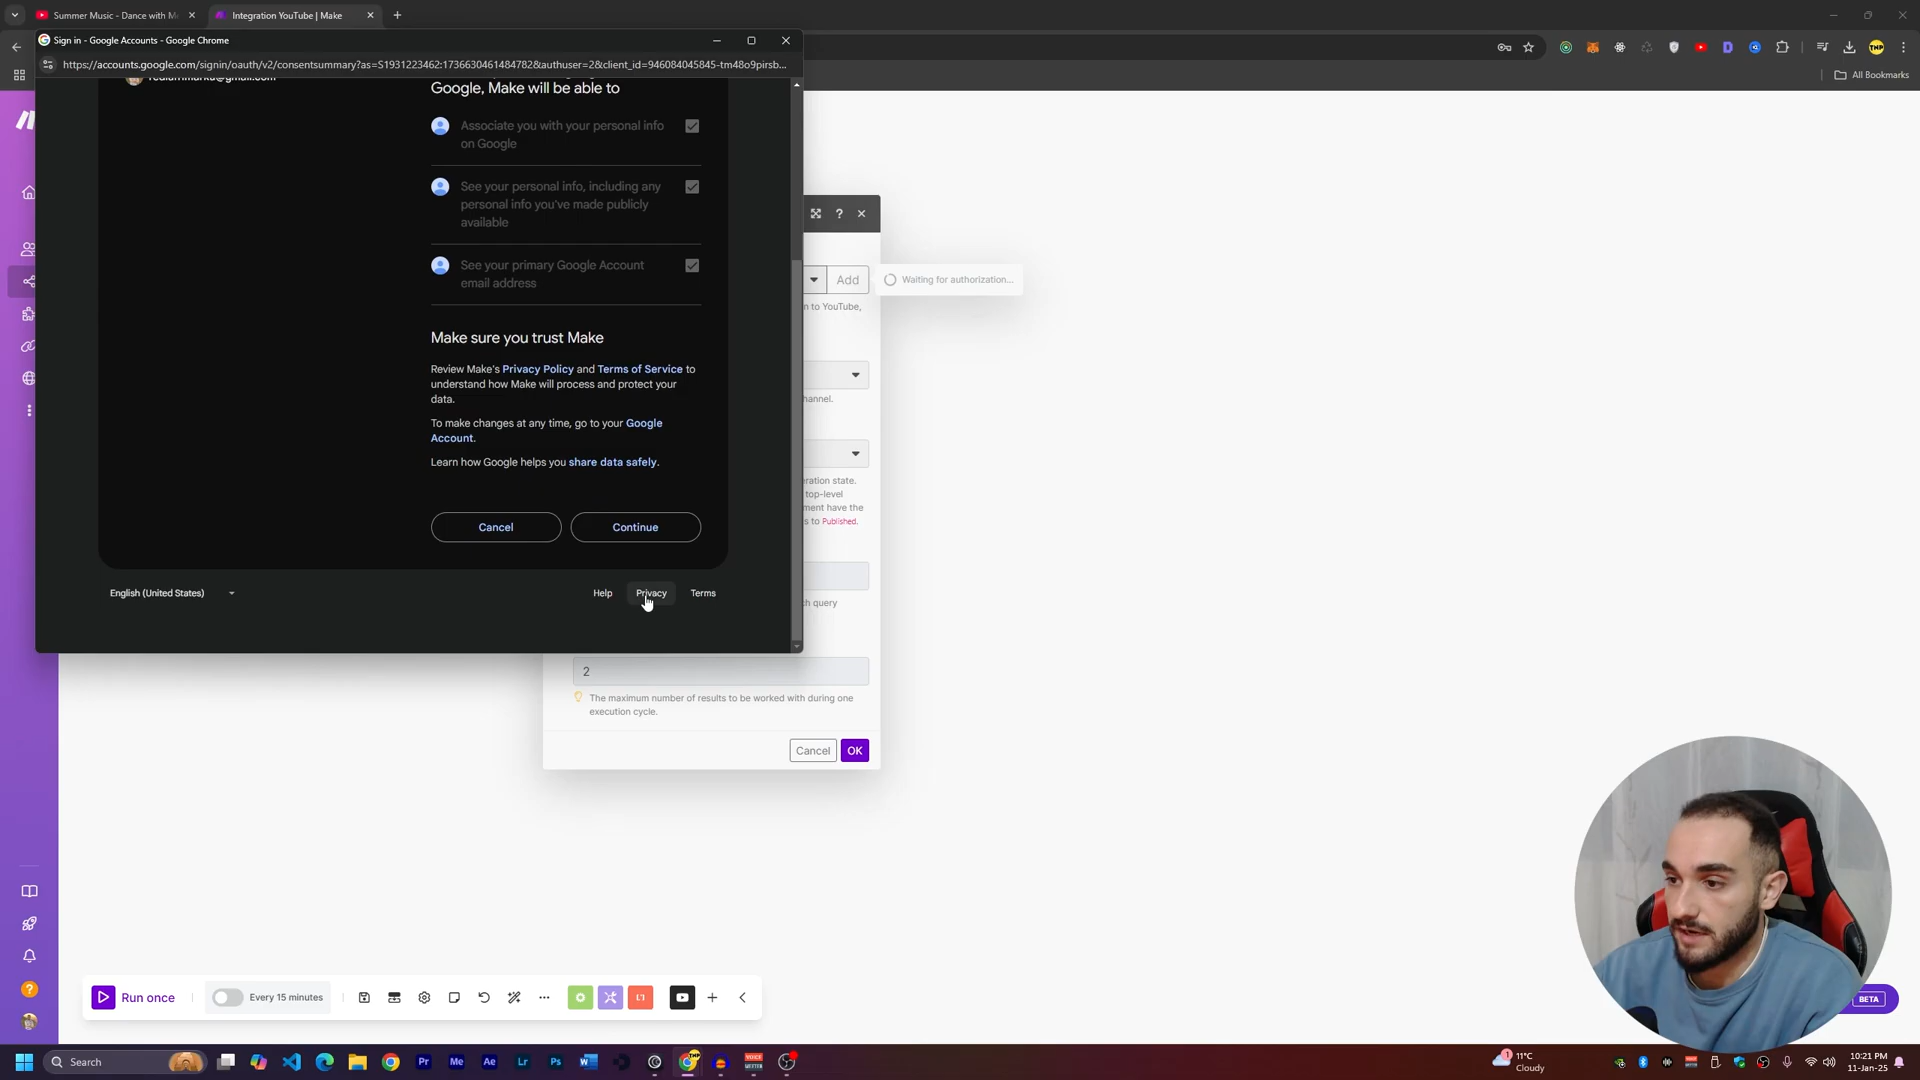 Summer Music - Dance with M
Integration YouTube | Make
Sign in - Google Accounts - Google Chrome
https://accounts.google.com/signin/oauth/v2/consentsummary?as=S1931223462:1736630461484782&authuser=2&client_id=946084045845-tm48o9pirsb...
All Bookmarks
Google, Make will be able to
Associate you with your personal info
on Google
See your personal info, including any
personal info you've made publicly
available
See your primary Google Account
email address
Make sure you trust Make
Review Make's Privacy Policy and Terms of Service to
understand how Make will process and protect your
data.
To make changes at any time, go to your Google
Account.
Learn how Google helps you share data safely.
Cancel
Continue
English (United States)
Help
Privacy
Terms
Add
Waiting for authorization...
n to YouTube,
hannel.
eration state.
top-level
ment have the
s to Published.
ch query
2
The maximum number of results to be worked with during one
execution cycle.
Cancel
OK
Run once
Every 15 minutes
BETA
Search
Pr
Me
Ae
Lr
Ps
TMP
11°C
Cloudy
10:21 PM
11-Jan-25